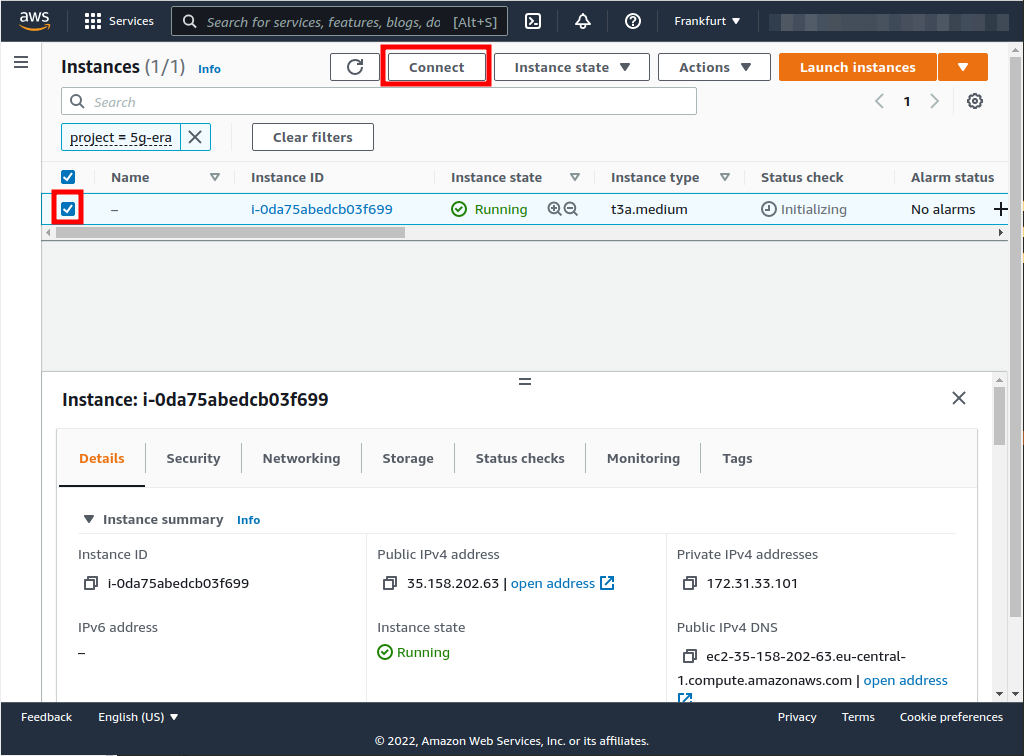 aws Services Search for services, features, blogs, do [Alt+S] Frankfurt
Instances (1/1) Info Connect Instance state Actions Launch instances
Search 1
project = 5g-era Clear filters
Name Instance ID Instance state Instance type Status check Alarm status
– i-0da75abedcb03f699 Running t3a.medium Initializing No alarms
Instance: i-0da75abedcb03f699
Details Security Networking Storage Status checks Monitoring Tags
Instance summary Info
Instance ID Public IPv4 address Private IPv4 addresses
i-0da75abedcb03f699 35.158.202.63 | open address 172.31.33.101
IPv6 address Instance state Public IPv4 DNS
– Running ec2-35-158-202-63.eu-central-
1.compute.amazonaws.com | open address
Feedback English (US) Privacy Terms Cookie preferences
© 2022, Amazon Web Services, Inc. or its affiliates.